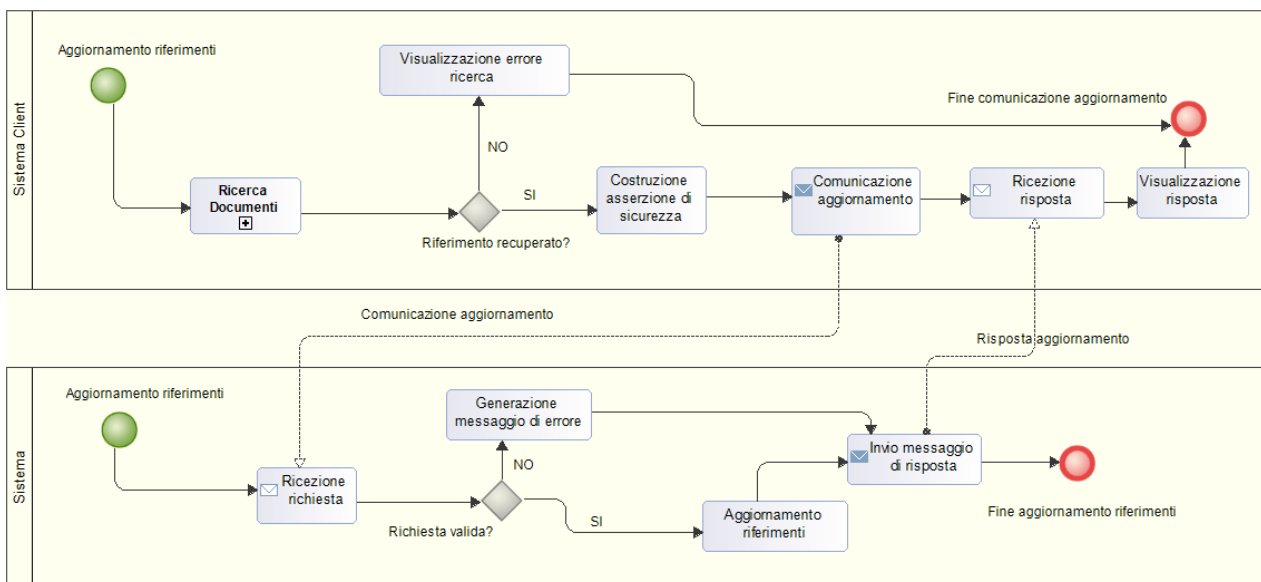 Sistema Client
Aggiornamento riferimenti
Visualizzazione errore
ricerca
Fine comunicazione aggiornamento
NO
Ricerca
Documenti
SI
Riferimento recuperato?
Costruzione
asserzione di
sicurezza
Comunicazione
aggiornamento
Ricezione
risposta
Visualizzazione
risposta
Comunicazione aggiornamento
Risposta aggiornamento
Sistema
Aggiornamento riferimenti
Generazione
messaggio di errore
NO
Ricezione
richiesta
Richiesta valida?
SI
Aggiornamento
riferimenti
Invio messaggio
di risposta
Fine aggiornamento riferimenti